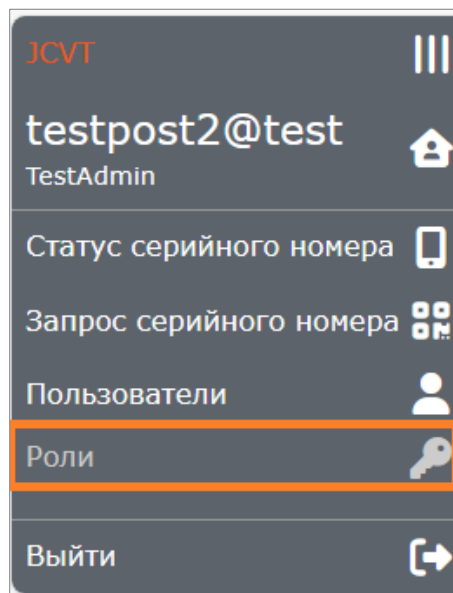 JCVT
testpost2@test
TestAdmin
Статус серийного номера
Запрос серийного номера
Пользователи
Роли
Выйти